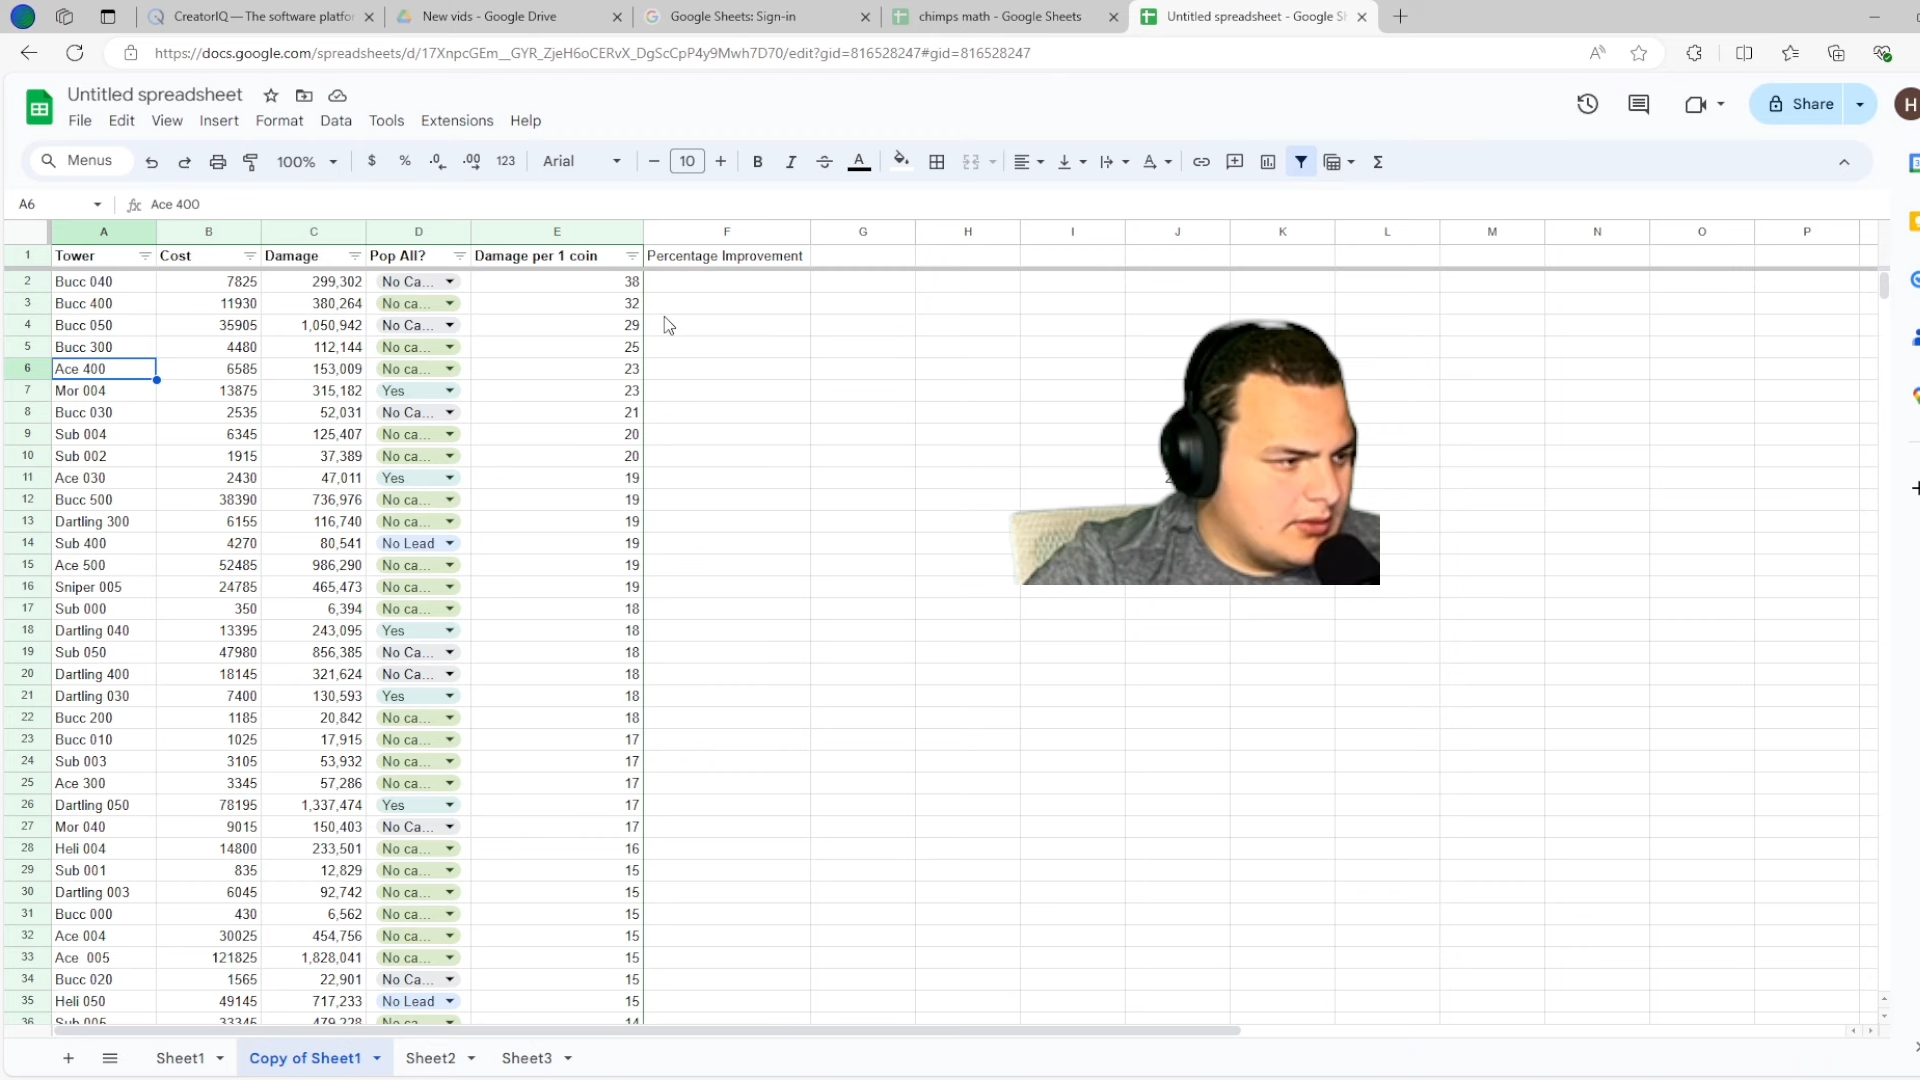 CreatorIQ — The software platfor
New vids - Google Drive
Google Sheets: Sign-in
chimps math - Google Sheets
Untitled spreadsheet - Google Sh
https://docs.google.com/spreadsheets/d/17XnpcGEm__GYR_ZjeH6oCERvX_DgScCpP4y9Mwh7D70/edit?gid=816528247#gid=816528247
Untitled spreadsheet
Share
H
File Edit View Insert Format Data Tools Extensions Help
Menus 100% $ % .0 .00 123 Arial 10 B I A Σ
A6 fx Ace 400
A B C D E F G H I J K L M N O P
1 Tower Cost Damage Pop All? Damage per 1 coin Percentage Improvement
2 Bucc 040 7825 299,302 No Ca... 38
3 Bucc 400 11930 380,264 No ca... 32
4 Bucc 050 35905 1,050,942 No Ca... 29
5 Bucc 300 4480 112,144 No ca... 25
6 Ace 400 6585 153,009 No ca... 23
7 Mor 004 13875 315,182 Yes 23
8 Bucc 030 2535 52,031 No Ca... 21
9 Sub 004 6345 125,407 No ca... 20
10 Sub 002 1915 37,389 No ca... 20
11 Ace 030 2430 47,011 Yes 19
12 Bucc 500 38390 736,976 No ca... 19
13 Dartling 300 6155 116,740 No ca... 19
14 Sub 400 4270 80,541 No Lead 19
15 Ace 500 52485 986,290 No ca... 19
16 Sniper 005 24785 465,473 No ca... 19
17 Sub 000 350 6,394 No ca... 18
18 Dartling 040 13395 243,095 Yes 18
19 Sub 050 47980 856,385 No Ca... 18
20 Dartling 400 18145 321,624 No Ca... 18
21 Dartling 030 7400 130,593 Yes 18
22 Bucc 200 1185 20,842 No ca... 18
23 Bucc 010 1025 17,915 No ca... 17
24 Sub 003 3105 53,932 No ca... 17
25 Ace 300 3345 57,286 No ca... 17
26 Dartling 050 78195 1,337,474 Yes 17
27 Mor 040 9015 150,403 No Ca... 17
28 Heli 004 14800 233,501 No ca... 16
29 Sub 001 835 12,829 No ca... 15
30 Dartling 003 6045 92,742 No ca... 15
31 Bucc 000 430 6,562 No ca... 15
32 Ace 004 30025 454,756 No ca... 15
33 Ace 005 121825 1,828,041 No ca... 15
34 Bucc 020 1565 22,901 No Ca... 15
35 Heli 050 49145 717,233 No Lead 15
36 Sub 005 33345 479,228 No ca... 14
Sheet1 Copy of Sheet1 Sheet2 Sheet3